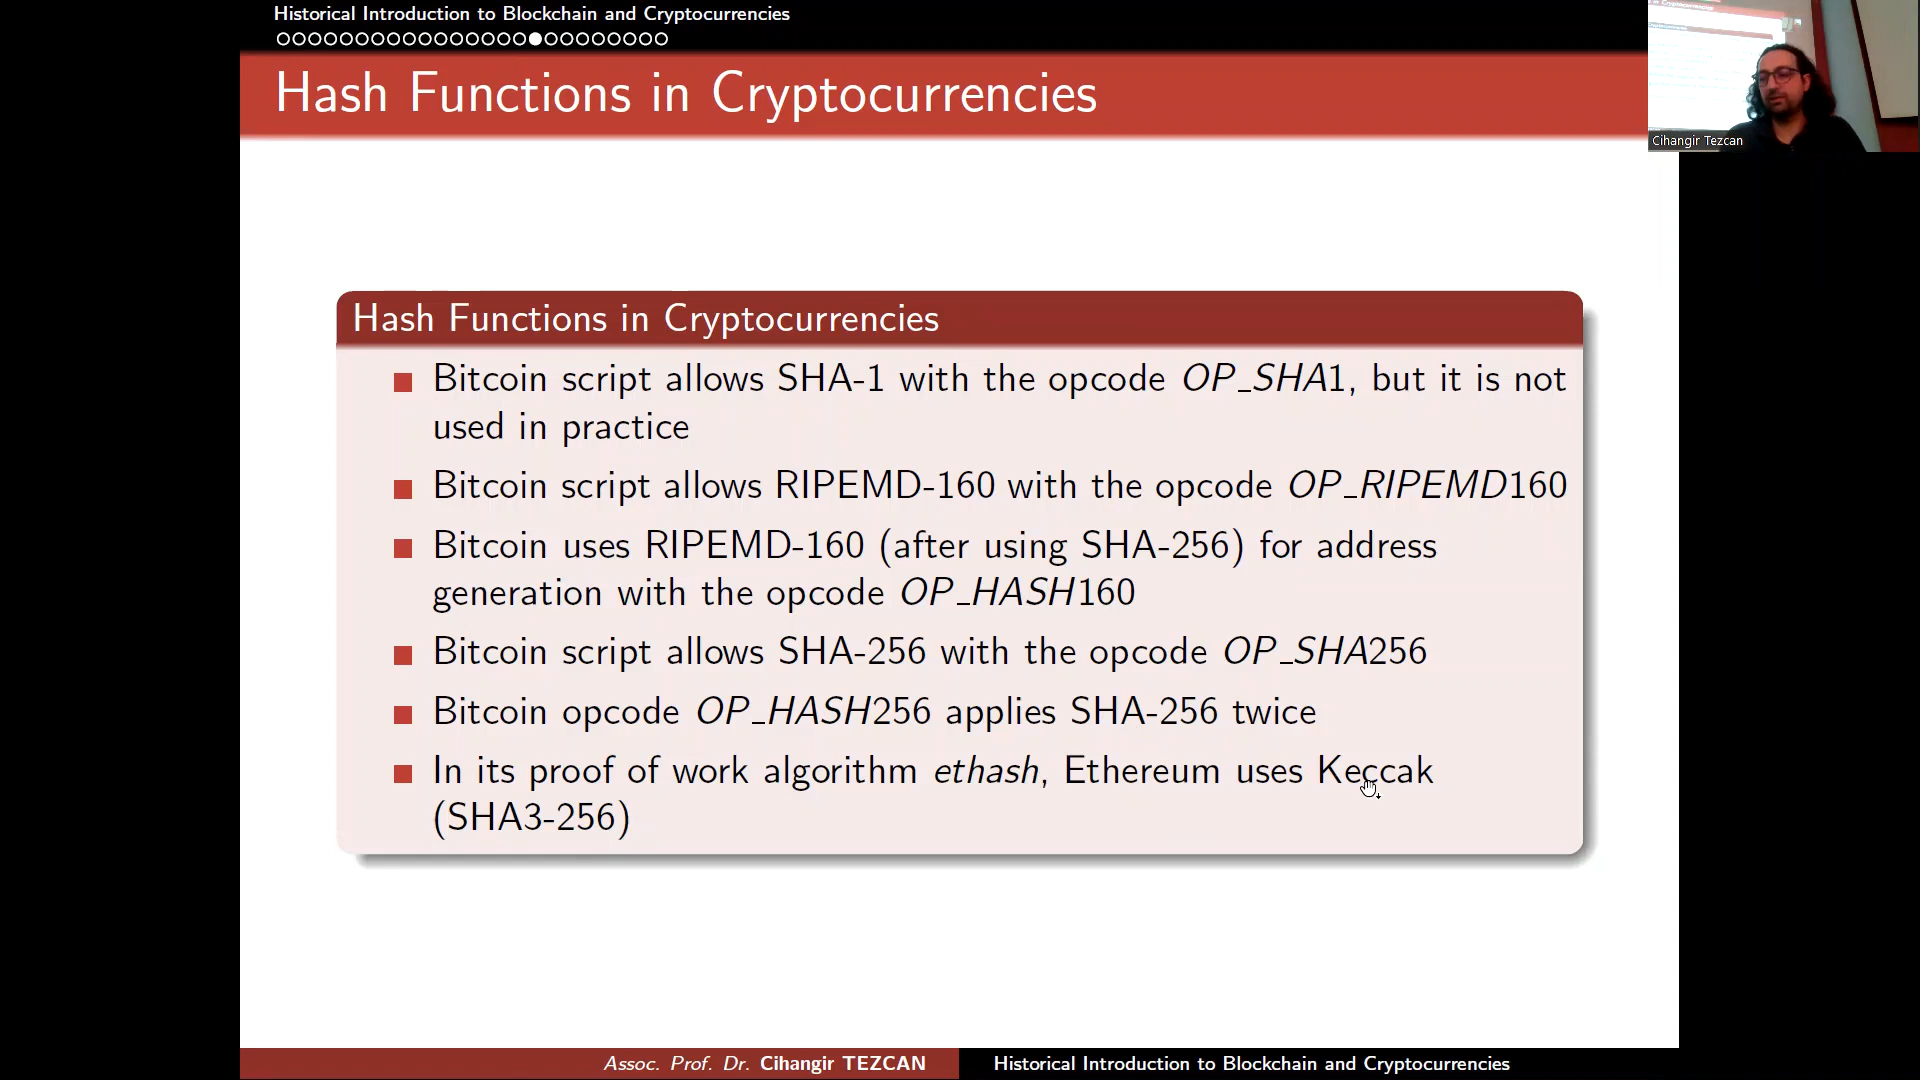 Historical Introduction to Blockchain and Cryptocurrencies
Hash Functions in Cryptocurrencies
Cihangir Tezcan
Hash Functions in Cryptocurrencies
Bitcoin script allows SHA-1 with the opcode OP_SHA1, but it is not
used in practice
Bitcoin script allows RIPEMD-160 with the opcode OP_RIPEMD160
Bitcoin uses RIPEMD-160 (after using SHA-256) for address
generation with the opcode OP_HASH160
Bitcoin script allows SHA-256 with the opcode OP_SHA256
Bitcoin opcode OP_HASH256 applies SHA-256 twice
In its proof of work algorithm ethash, Ethereum uses Keccak
(SHA3-256)
Assoc. Prof. Dr. Cihangir TEZCAN
Historical Introduction to Blockchain and Cryptocurrencies